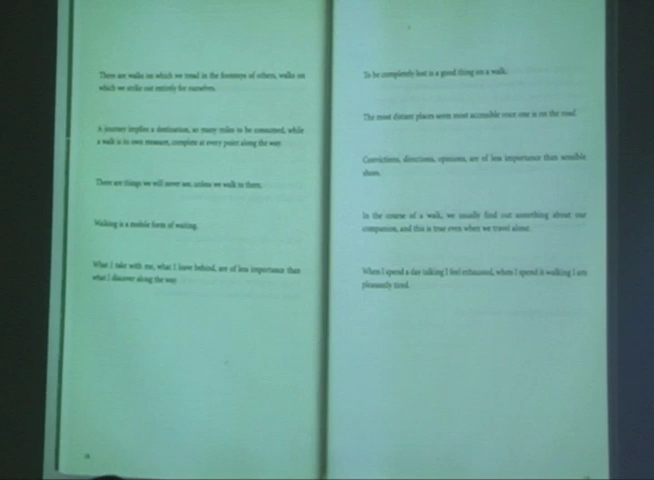 There are walks on which we tread in the footsteps of others, walks on
which we strike out entirely for ourselves.
A journey implies a destination, so many miles to be consumed, while
a walk is its own measure, complete at every point along the way.
There are things we will never see, unless we walk to them.
Walking is a mobile form of waiting.
What I take with me, what I leave behind, are of less importance than
what I discover along the way.
To be completely lost is a good thing on a walk.
The most distant places seem most accessible once one is on the road.
Convictions, directions, opinions, are of less importance than sensible
shoes.
In the course of a walk, we usually find out something about our
companion, and this is true even when we travel alone.
When I spend a day talking I feel exhausted, when I spend it walking I am
pleasantly tired.